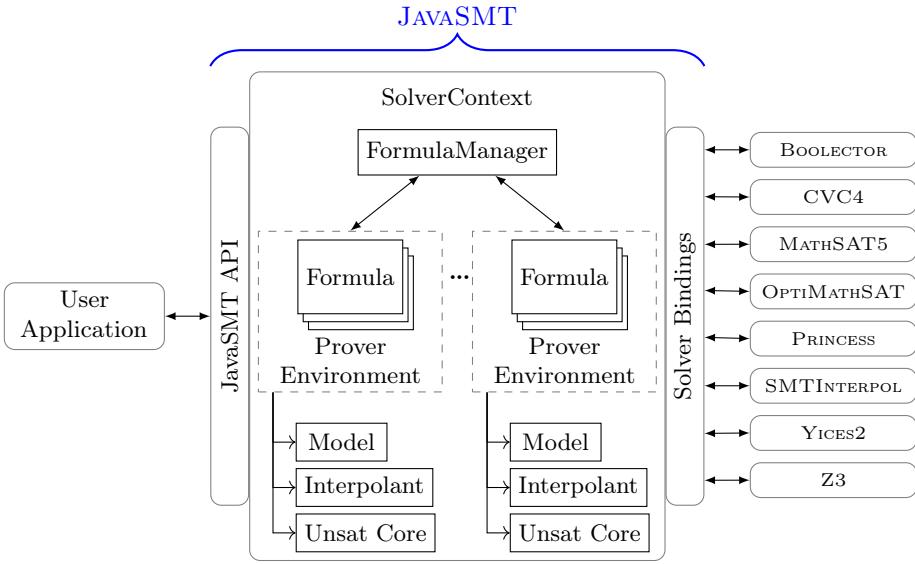 JAVASMT
SolverContext
FormulaManager
JavaSMT API
Solver Bindings
User
Application
Formula
Prover
Environment
...
Formula
Prover
Environment
Model
Interpolant
Unsat Core
Model
Interpolant
Unsat Core
BOOLECTOR
CVC4
MATHSAT5
OPTIMATHSAT
PRINCESS
SMTINTERPOL
YICES2
Z3